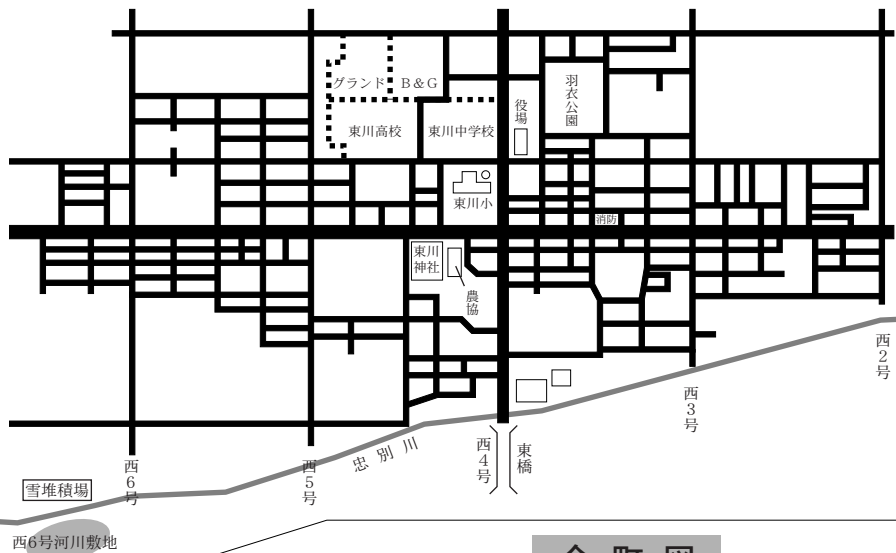 グランド
B&G
役場
羽衣公園
東川高校
東川中学校
東川小
消防
東川
神社
農協
西2号
西3号
西4号
東橋
忠別川
西5号
西6号
雪堆積場
西6号河川敷地
全町図